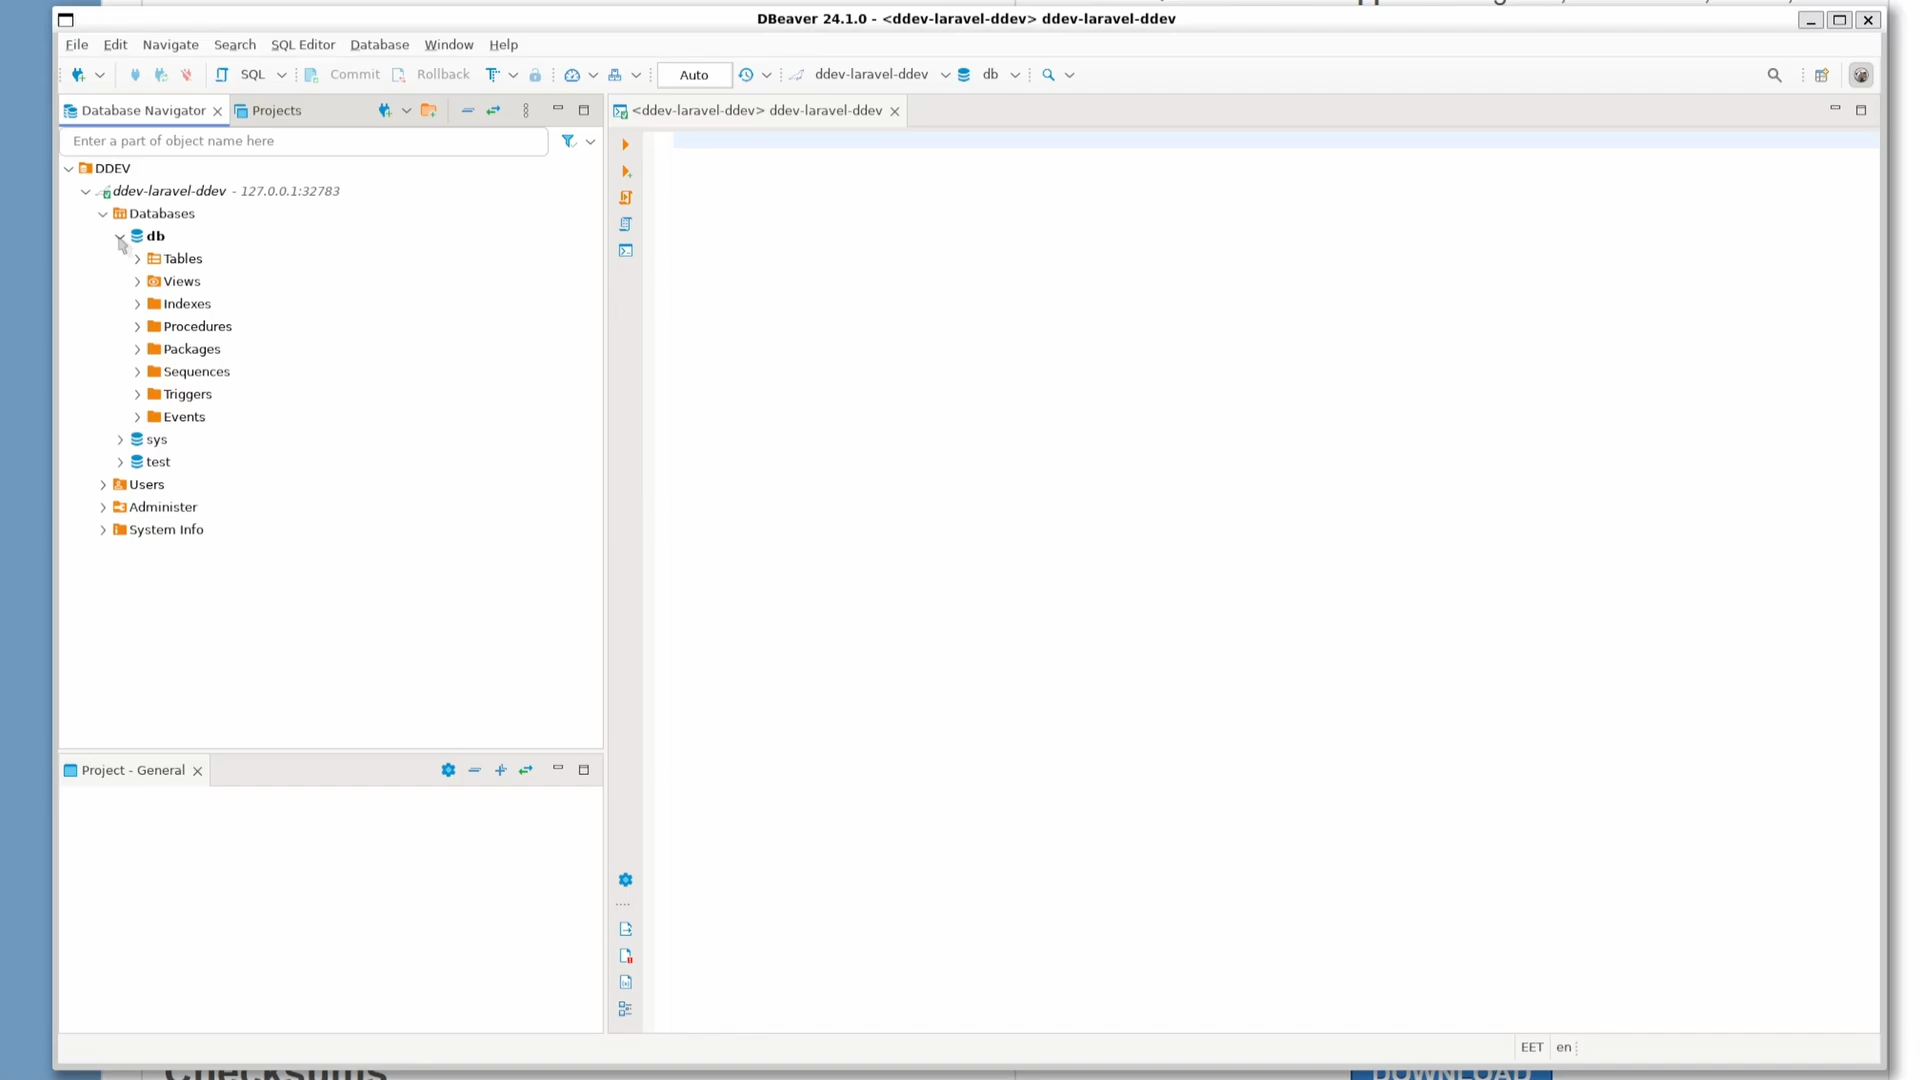 DBeaver 24.1.0 - <ddev-laravel-ddev> ddev-laravel-ddev
File Edit Navigate Search SQL Editor Database Window Help
SQL Commit Rollback Auto ddev-laravel-ddev db
Database Navigator Projects
<ddev-laravel-ddev> ddev-laravel-ddev
Enter a part of object name here
DDEV
ddev-laravel-ddev - 127.0.0.1:32783
Databases
db
Tables
Views
Indexes
Procedures
Packages
Sequences
Triggers
Events
sys
test
Users
Administer
System Info
Project - General
EET en
Checksums
DOWNLOAD